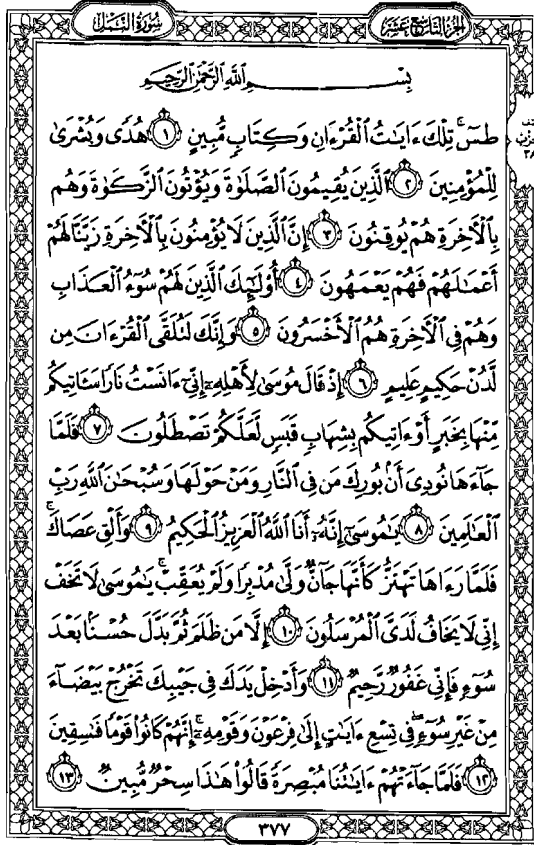 الجزء التاسع عشر
سورة النمل
بسم الله الرحمن الرحيم
طسٓ ۚ تِلْكَ ءَايَٰتُ ٱلْقُرْءَانِ وَكِتَابٍ مُّبِينٍ ١ هُدًى وَبُشْرَىٰ
لِلْمُؤْمِنِينَ ٢ ٱلَّذِينَ يُقِيمُونَ ٱلصَّلَوٰةَ وَيُؤْتُونَ ٱلزَّكَوٰةَ وَهُم
بِٱلْءَاخِرَةِ هُمْ يُوقِنُونَ ٣ إِنَّ ٱلَّذِينَ لَا يُؤْمِنُونَ بِٱلْءَاخِرَةِ زَيَّنَّا لَهُمْ
أَعْمَٰلَهُمْ فَهُمْ يَعْمَهُونَ ٤ أُو۟لَٰٓئِكَ ٱلَّذِينَ لَهُمْ سُوٓءُ ٱلْعَذَابِ
وَهُمْ فِى ٱلْءَاخِرَةِ هُمُ ٱلْأَخْسَرُونَ ٥ وَإِنَّكَ لَتُلَقَّى ٱلْقُرْءَانَ مِن
لَّدُنْ حَكِيمٍ عَلِيمٍ ٦ إِذْ قَالَ مُوسَىٰ لِأَهْلِهِۦٓ إِنِّىٓ ءَانَسْتُ نَارًا سَـَٔاتِيكُم
مِّنْهَا بِخَبَرٍ أَوْ ءَاتِيكُم بِشِهَابٍ قَبَسٍ لَّعَلَّكُمْ تَصْطَلُونَ ٧ فَلَمَّا
جَآءَهَا نُودِىَ أَنۢ بُورِكَ مَن فِى ٱلنَّارِ وَمَنْ حَوْلَهَا وَسُبْحَٰنَ ٱللَّهِ رَبِّ
ٱلْعَٰلَمِينَ ٨ يَٰمُوسَىٰٓ إِنَّهُۥٓ أَنَا ٱللَّهُ ٱلْعَزِيزُ ٱلْحَكِيمُ ٩ وَأَلْقِ عَصَاكَ ۚ
فَلَمَّا رَءَاهَا تَهْتَزُّ كَأَنَّهَا جَآنٌّ وَلَّىٰ مُدْبِرًا وَلَمْ يُعَقِّبْ ۚ يَٰمُوسَىٰ لَا تَخَفْ
إِنِّى لَا يَخَافُ لَدَىَّ ٱلْمُرْسَلُونَ ١٠ إِلَّا مَن ظَلَمَ ثُمَّ بَدَّلَ حُسْنًۢا بَعْدَ
سُوٓءٍ فَإِنِّى غَفُورٌ رَّحِيمٌ ١١ وَأَدْخِلْ يَدَكَ فِى جَيْبِكَ تَخْرُجْ بَيْضَآءَ
مِنْ غَيْرِ سُوٓءٍ ۖ فِى تِسْعِ ءَايَٰتٍ إِلَىٰ فِرْعَوْنَ وَقَوْمِهِۦٓ ۚ إِنَّهُمْ كَانُوا۟ قَوْمًا فَٰسِقِينَ
١٢ فَلَمَّا جَآءَتْهُمْ ءَايَٰتُنَا مُبْصِرَةً قَالُوا۟ هَٰذَا سِحْرٌ مُّبِينٌ ١٣
٣٧٧